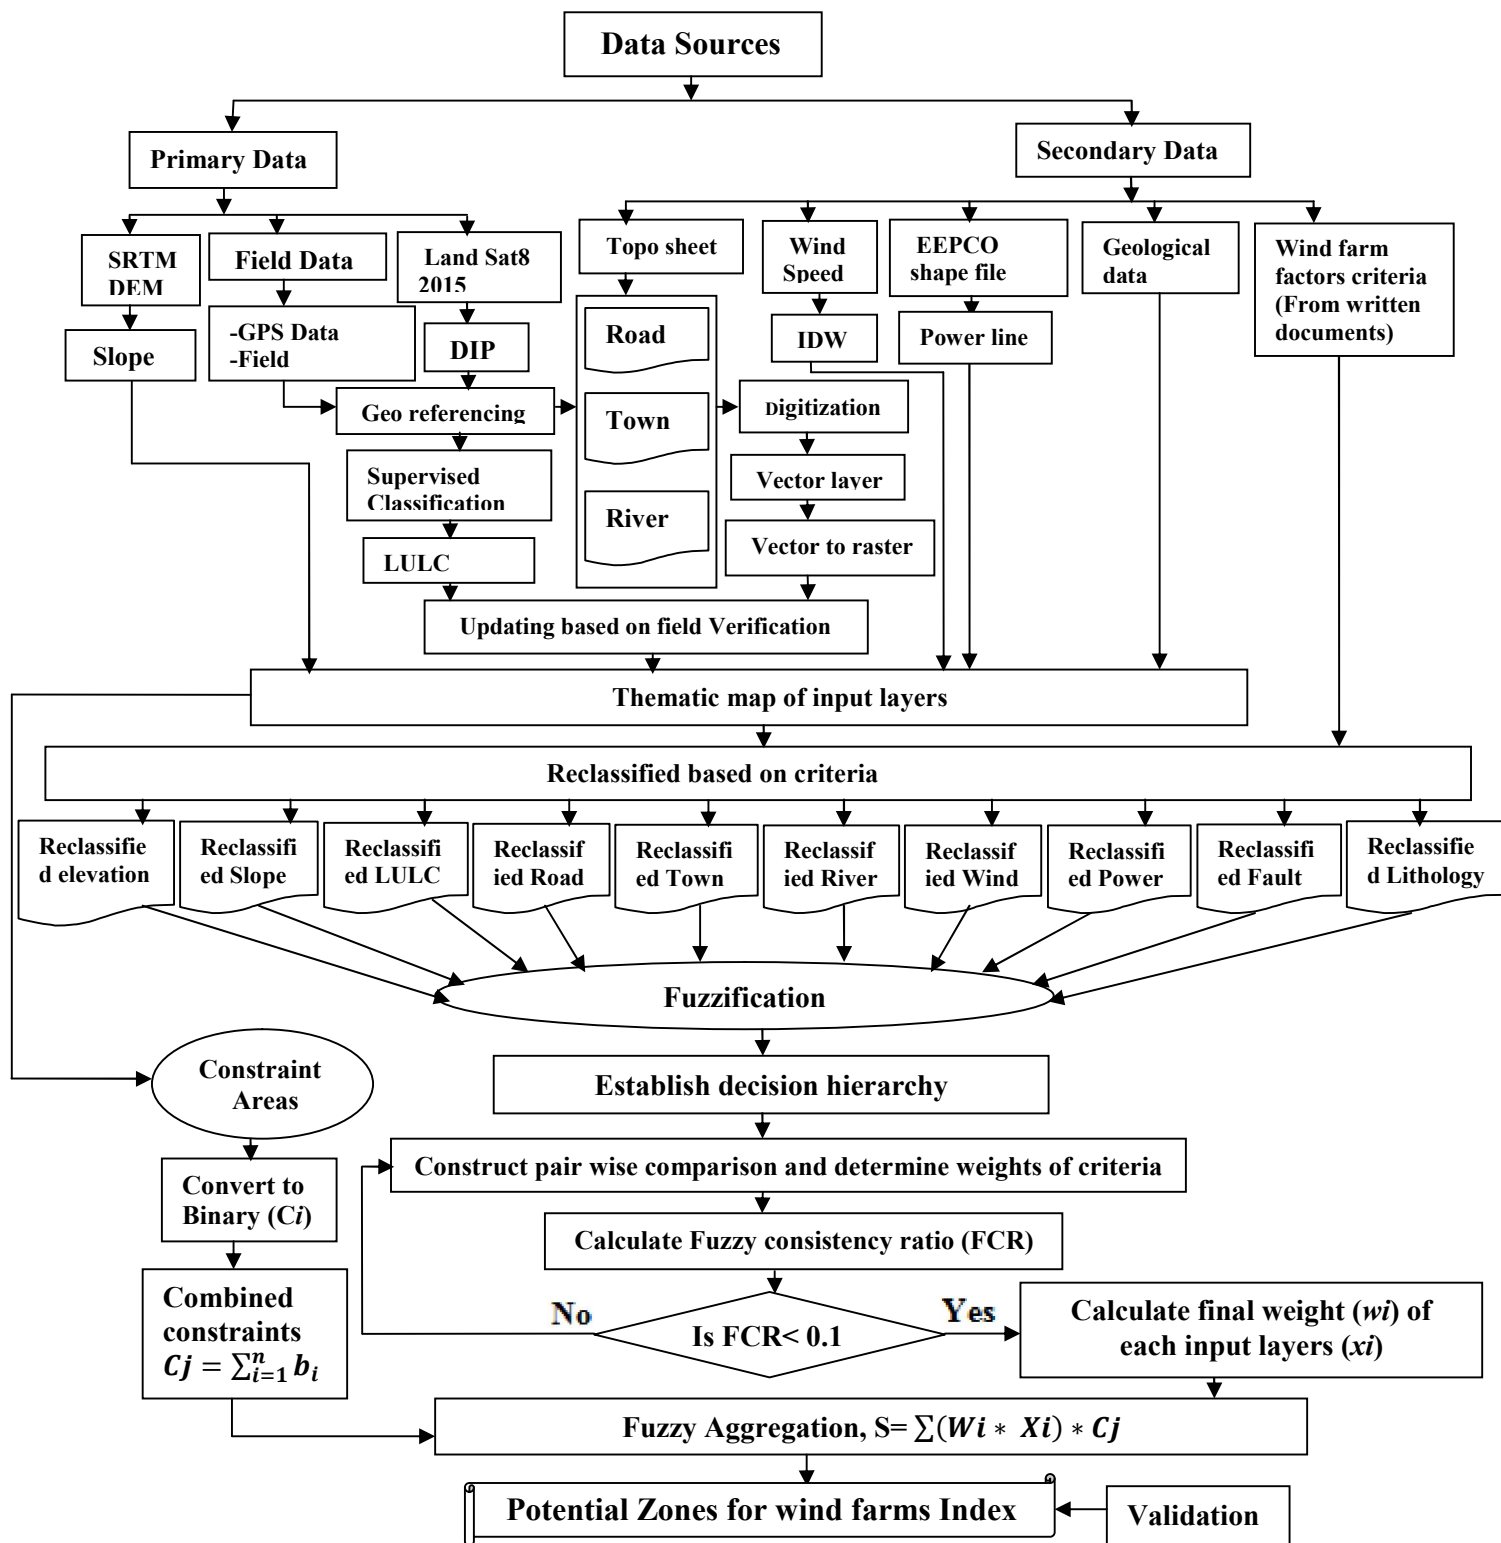 Data Sources
Primary Data
Secondary Data
SRTM
DEM
Field Data
Land Sat8
2015
Topo sheet
Wind
Speed
EEPCO
shape file
Geological
data
Wind farm
factors criteria
(From written
documents)
Slope
-GPS Data
-Field
DIP
Road
IDW
Power line
Geo referencing
Town
Digitization
Supervised
Classification
Vector layer
River
Vector to raster
LULC
Updating based on field Verification
Thematic map of input layers
Reclassified based on criteria
Reclassifie
d elevation
Reclassifi
ed Slope
Reclassifi
ed LULC
Reclassif
ied Road
Reclassifi
ed Town
Reclassif
ied River
Reclassif
ied Wind
Reclassifi
ed Power
Reclassifi
ed Fault
Reclassifie
d Lithology
Fuzzification
Constraint
Areas
Establish decision hierarchy
Construct pair wise comparison and determine weights of criteria
Convert to
Binary (Ci)
Calculate Fuzzy consistency ratio (FCR)
Combined
constraints
Cj = ∑ⁿᵢ₌₁ bᵢ
No
Is FCR< 0.1
Yes
Calculate final weight (wi) of
each input layers (xi)
Fuzzy Aggregation, S= ∑(Wi * Xi) * Cj
Potential Zones for wind farms Index
Validation